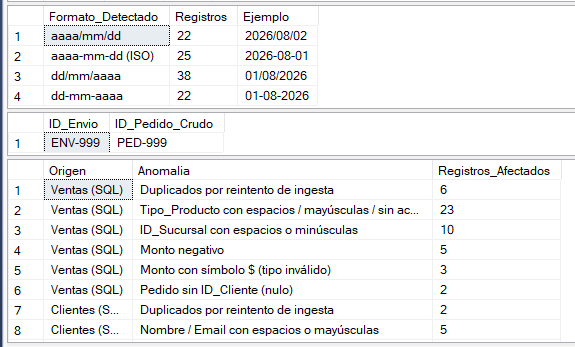 Formato_Detectado Registros Ejemplo
1 aaaa/mm/dd 22 2026/08/02
2 aaaa-mm-dd (ISO) 25 2026-08-01
3 dd/mm/aaaa 38 01/08/2026
4 dd-mm-aaaa 22 01-08-2026
ID_Envio ID_Pedido_Crudo
1 ENV-999 PED-999
Origen Anomalia Registros_Afectados
1 Ventas (SQL) Duplicados por reintento de ingesta 6
2 Ventas (SQL) Tipo_Producto con espacios / mayúsculas / sin ac... 23
3 Ventas (SQL) ID_Sucursal con espacios o minúsculas 10
4 Ventas (SQL) Monto negativo 5
5 Ventas (SQL) Monto con símbolo $ (tipo inválido) 3
6 Ventas (SQL) Pedido sin ID_Cliente (nulo) 2
7 Clientes (S... Duplicados por reintento de ingesta 2
8 Clientes (S... Nombre / Email con espacios o mayúsculas 5